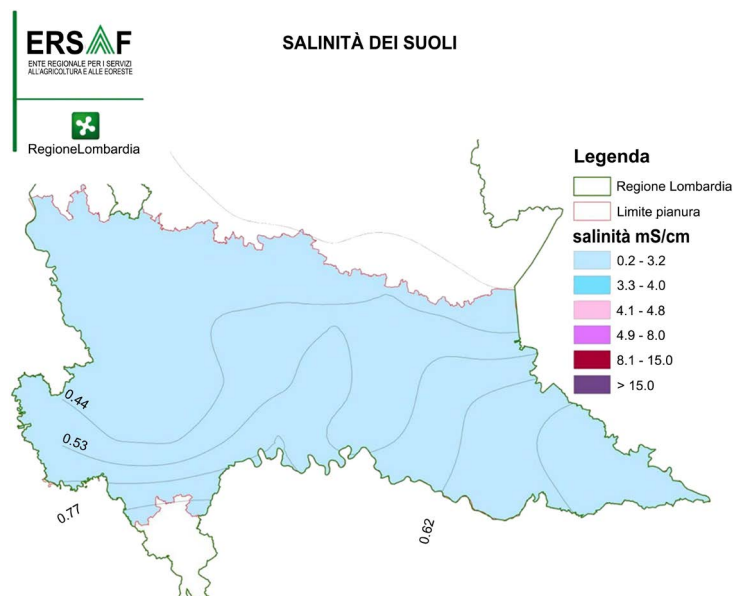 ERSAF
ENTE REGIONALE PER I SERVIZI
ALL'AGRICOLTURA E ALLE EORESTE
RegioneLombardia
SALINITÀ DEI SUOLI
Legenda
Regione Lombardia
Limite pianura
salinità mS/cm
0.2 - 3.2
3.3 - 4.0
4.1 - 4.8
4.9 - 8.0
8.1 - 15.0
> 15.0
0.44
0.53
0.77
0.62